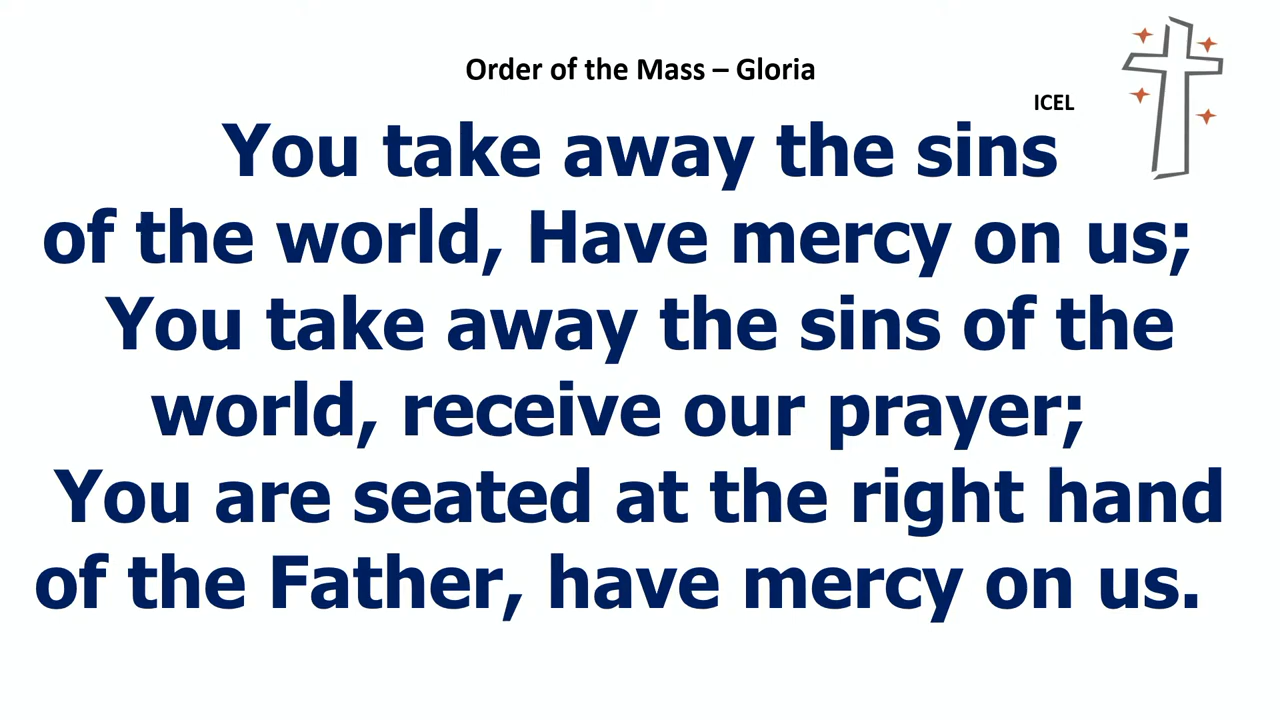 Order of the Mass – Gloria
ICEL
You take away the sins
of the world, Have mercy on us;
You take away the sins of the
world, receive our prayer;
You are seated at the right hand
of the Father, have mercy on us.